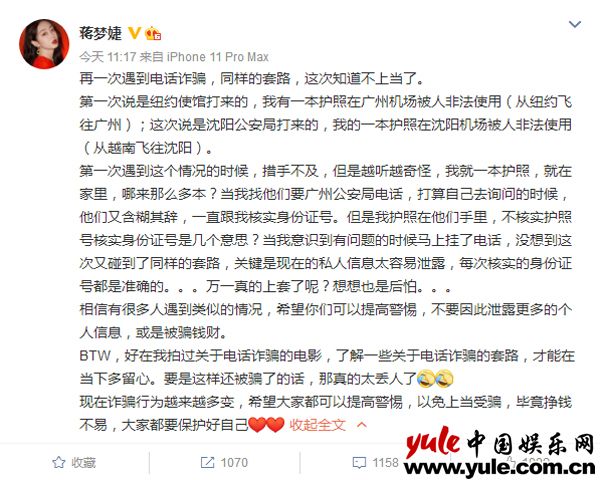 蒋梦婕
今天 11:17 来自 iPhone 11 Pro Max
再一次遇到电话诈骗，同样的套路，这次知道不上当了。
第一次说是纽约使馆打来的，我有一本护照在广州机场被人非法使用（从纽约飞
往广州）；这次说是沈阳公安局打来的，我的一本护照在沈阳机场被人非法使用
（从越南飞往沈阳）。
第一次遇到这个情况的时候，措手不及，但是越听越奇怪，我就一本护照，就在
家里，哪来那么多本？当我找他们要广州公安局电话，打算自己去询问的时候，
他们又含糊其辞，一直跟我核实身份证号。但是我护照在他们手里，不核实护照
号核实身份证号是几个意思？当我意识到有问题的时候马上挂了电话，没想到这
次又碰到了同样的套路，关键是现在的私人信息太容易泄露，每次核实的身份证
号都是准确的。。。万一真的上套了呢？想想也是后怕。。。
相信有很多人遇到类似的情况，希望你们可以提高警惕，不要因此泄露更多的个
人信息，或是被骗钱财。
BTW，好在我拍过关于电话诈骗的电影，了解一些关于电话诈骗的套路，才能在
当下多留心。要是这样还被骗了的话，那真的太丢人了
现在诈骗行为越来越多变，希望大家都可以提高警惕，以免上当受骗，毕竟挣钱
不易，大家都要保护好自己❤❤ 收起全文
收藏 1070 1158
yule 中国娱乐网
www.yule.com.cn